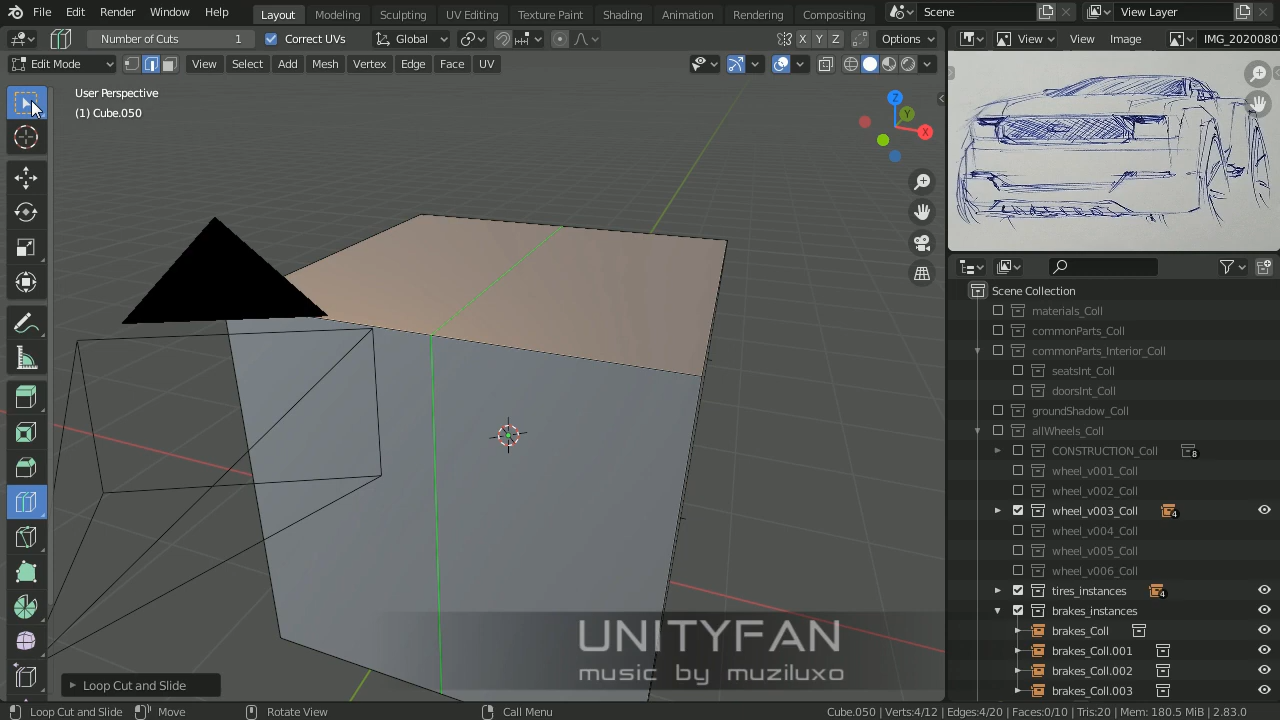 File Edit Render Window Help Layout Modeling Sculpting UV Editing Texture Paint Shading Animation Rendering Compositing Scene View Layer
Number of Cuts 1 Correct UVs Global X Y Z Options View View Image IMG_202080
Edit Mode View Select Add Mesh Vertex Edge Face UV
User Perspective
(1) Cube.050
Z
Y
X
Scene Collection
materials_Coll
commonParts_Coll
commonParts_Interior_Coll
seatsInt_Coll
doorsInt_Coll
groundShadow_Coll
allWheels_Coll
CONSTRUCTION_Coll 8
wheel_v001_Coll
wheel_v002_Coll
wheel_v003_Coll 4
wheel_v004_Coll
wheel_v005_Coll
wheel_v006_Coll
tires_instances 4
brakes_instances
brakes_Coll
brakes_Coll.001
brakes_Coll.002
brakes_Coll.003
UNITYFAN
music by muziluxo
Loop Cut and Slide
Loop Cut and Slide Move Rotate View Call Menu Cube.050 | Verts:4/12 | Edges:4/20 | Faces:0/10 | Tris:20 | Mem: 180.5 MiB | 2.83.0